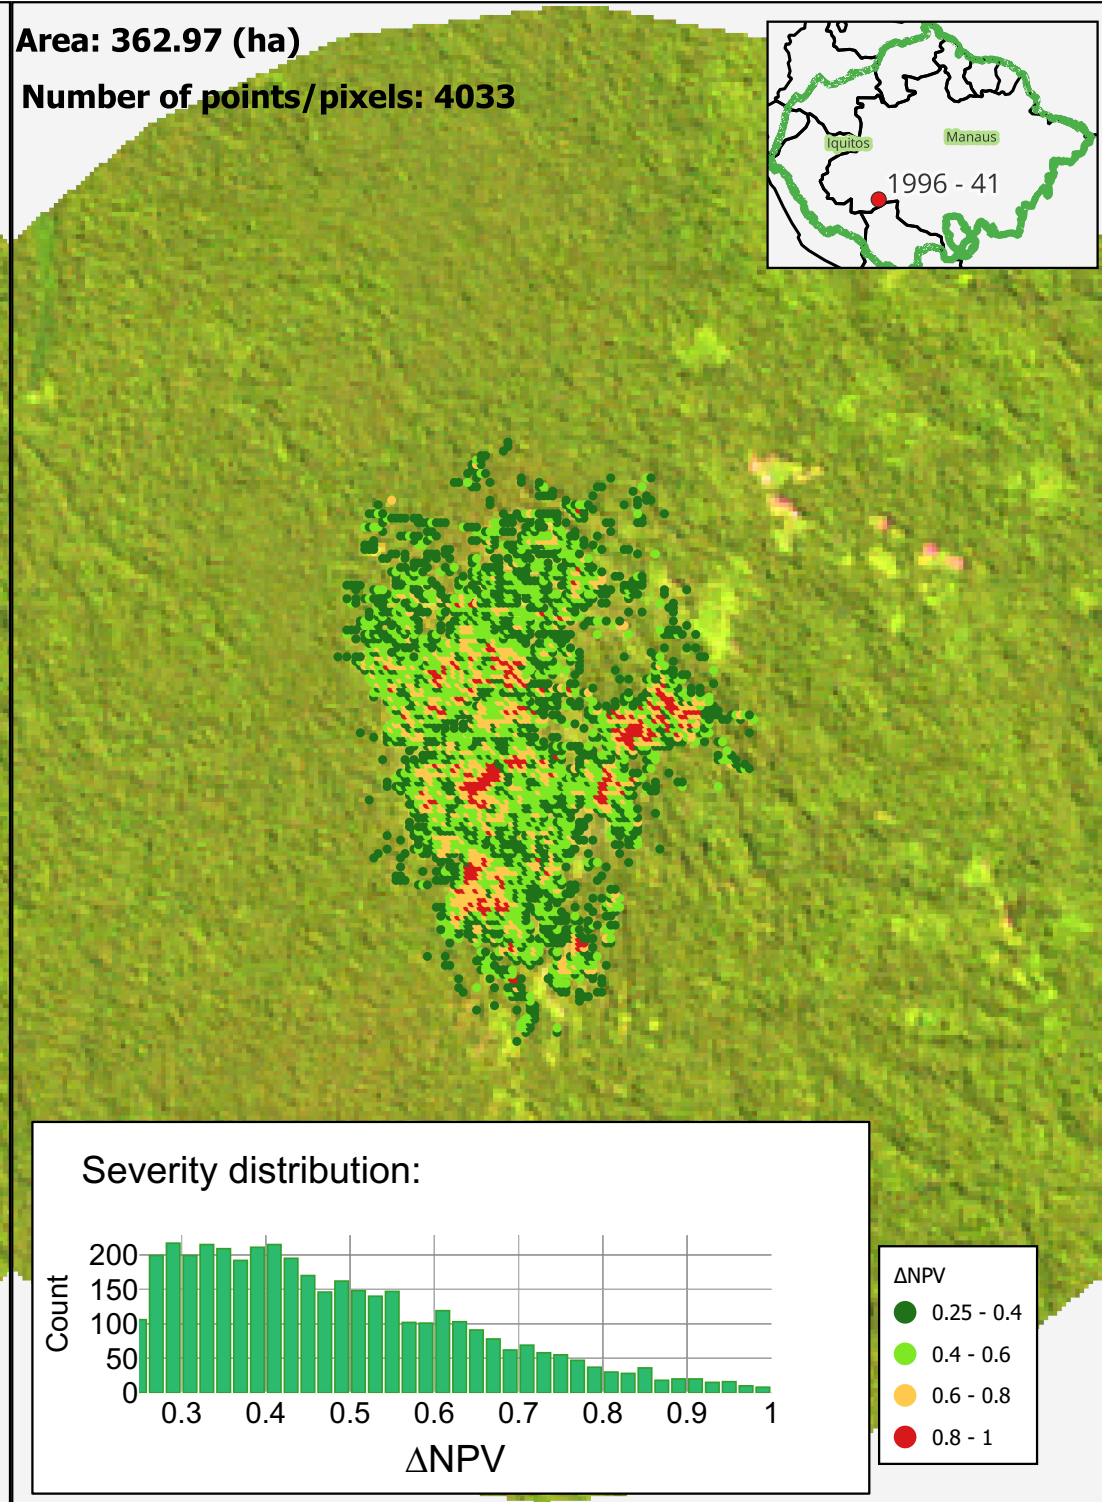 Area: 362.97 (ha)
Number of points/pixels: 4033
Iquitos
Manaus
1996 - 41
Severity distribution:
Count
200
150
100
50
0
0.3 0.4 0.5 0.6 0.7 0.8 0.9 1
ΔNPV
ΔNPV
0.25 - 0.4
0.4 - 0.6
0.6 - 0.8
0.8 - 1